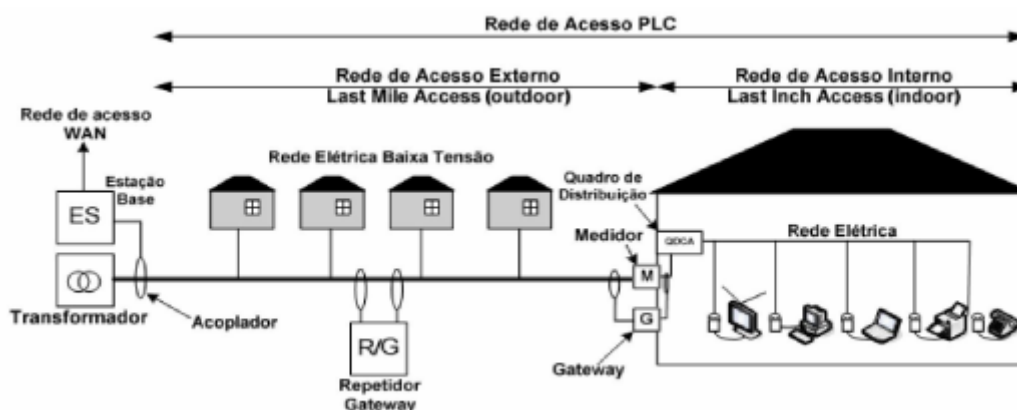 Rede de Acesso PLC
Rede de Acesso Externo
Last Mile Access (outdoor)
Rede de Acesso Interno
Last Inch Access (indoor)
Rede de acesso
WAN
Rede Elétrica Baixa Tensão
Estação
Base
ES
Quadro de
Distribuição
Medidor
QDCA
Rede Elétrica
M
Transformador
Acoplador
G
R/G
Gateway
Repetidor
Gateway